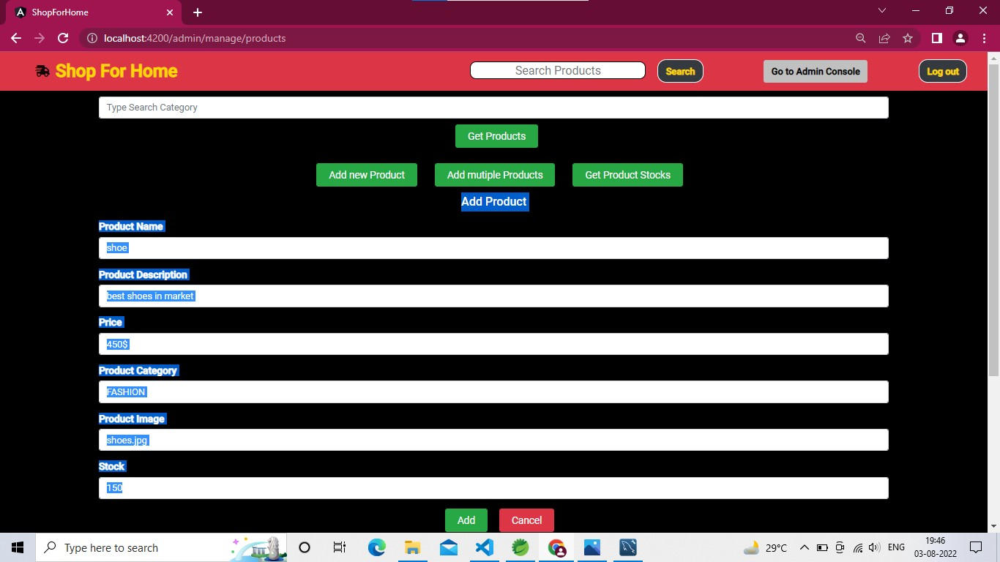 ShopForHome
localhost:4200/admin/manage/products
Shop For Home
Search Products
Search
Go to Admin Console
Log out
Type Search Category
Get Products
Add new Product
Add mutiple Products
Get Product Stocks
Add Product
Product Name
shoe
Product Description
best shoes in market
Price
450$
Product Category
FASHION
Product Image
shoes.jpg
Stock
150
Add
Cancel
Type here to search
29°C
ENG
19:46
03-08-2022